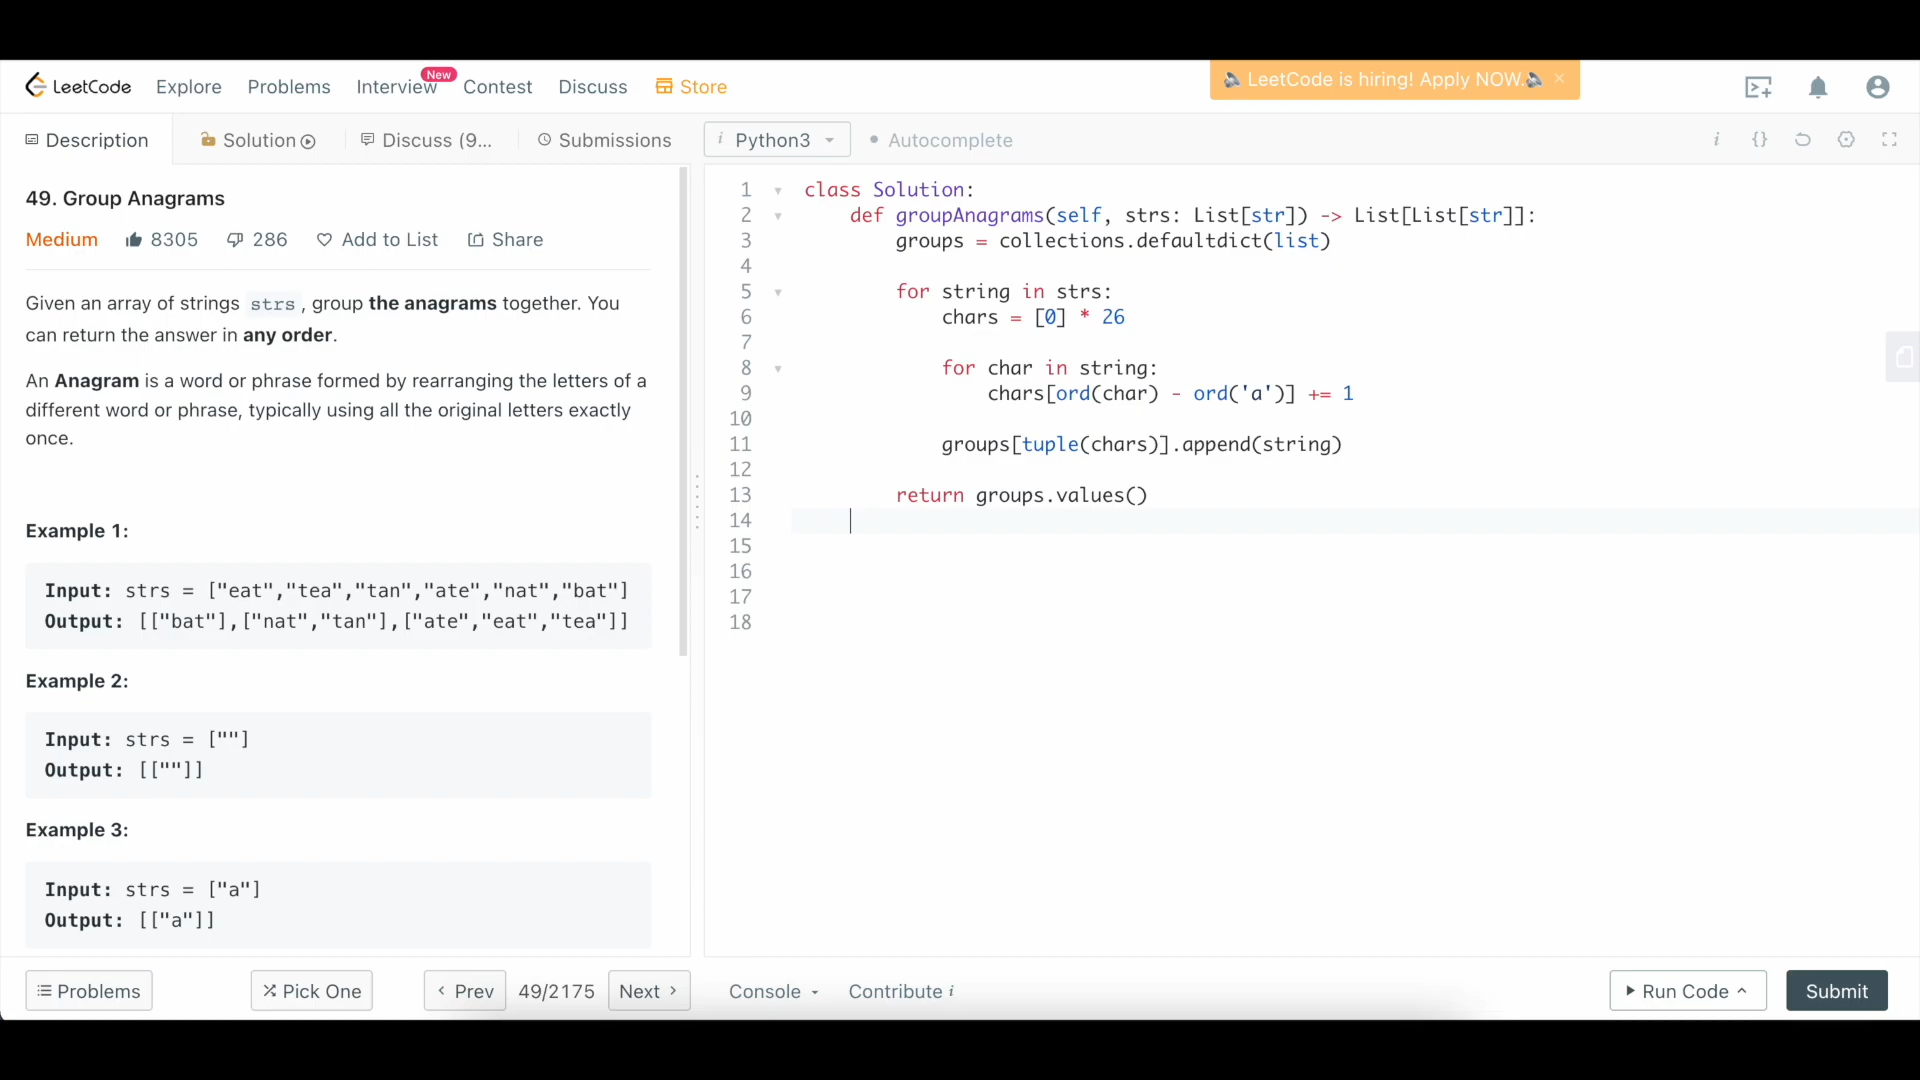 LeetCode Explore Problems Interview New Contest Discuss Store LeetCode is hiring! Apply NOW.
Description Solution Discuss (9... Submissions
49. Group Anagrams
Medium 8305 286 Add to List Share
Given an array of strings strs, group the anagrams together. You
can return the answer in any order.
An Anagram is a word or phrase formed by rearranging the letters of a
different word or phrase, typically using all the original letters exactly
once.
Example 1:
Input: strs = ["eat","tea","tan","ate","nat","bat"]
Output: [["bat"],["nat","tan"],["ate","eat","tea"]]
Example 2:
Input: strs = [""]
Output: [[""]]
Example 3:
Input: strs = ["a"]
Output: [["a"]]
i Python3 Autocomplete i {}
1 class Solution:
2 def groupAnagrams(self, strs: List[str]) -> List[List[str]]:
3 groups = collections.defaultdict(list)
4
5 for string in strs:
6 chars = [0] * 26
7
8 for char in string:
9 chars[ord(char) - ord('a')] += 1
10
11 groups[tuple(chars)].append(string)
12
13 return groups.values()
14
15
16
17
18
Problems Pick One Prev 49/2175 Next Console Contribute i Run Code Submit